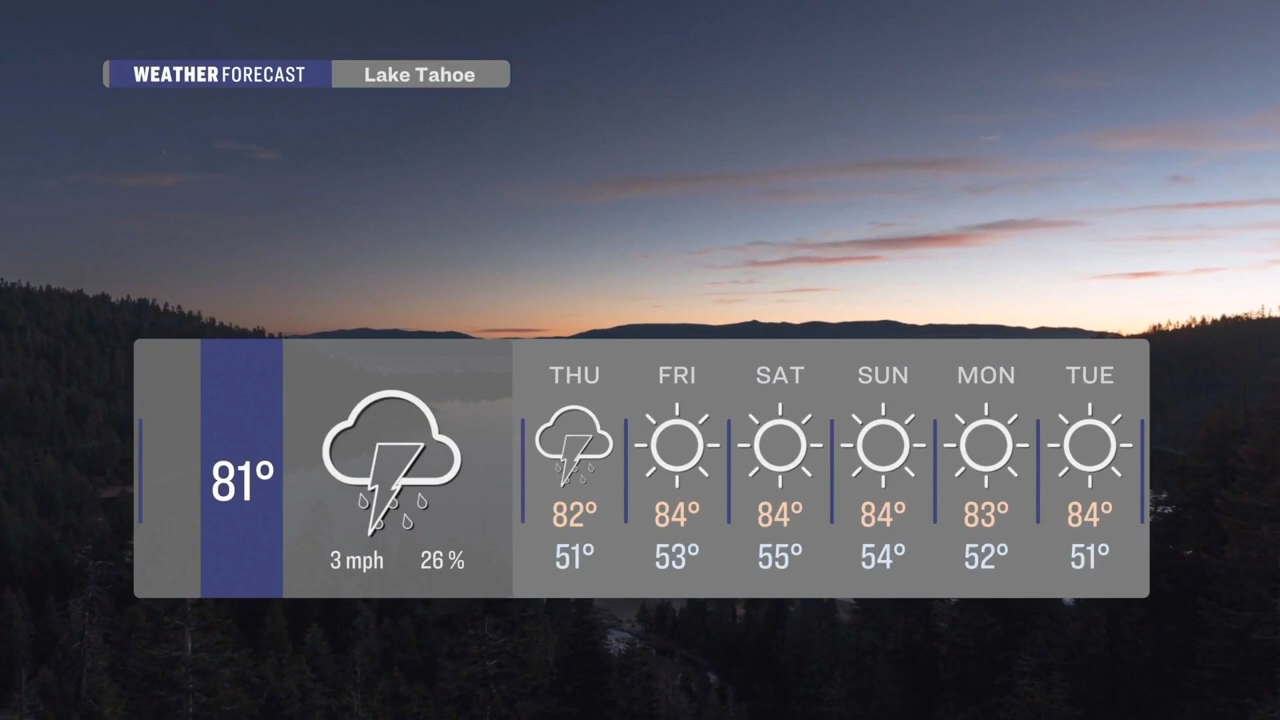 WEATHER FORECAST Lake Tahoe
THU FRI SAT SUN MON TUE
81°
82° 84° 84° 84° 83° 84°
3 mph 26 % 51° 53° 55° 54° 52° 51°